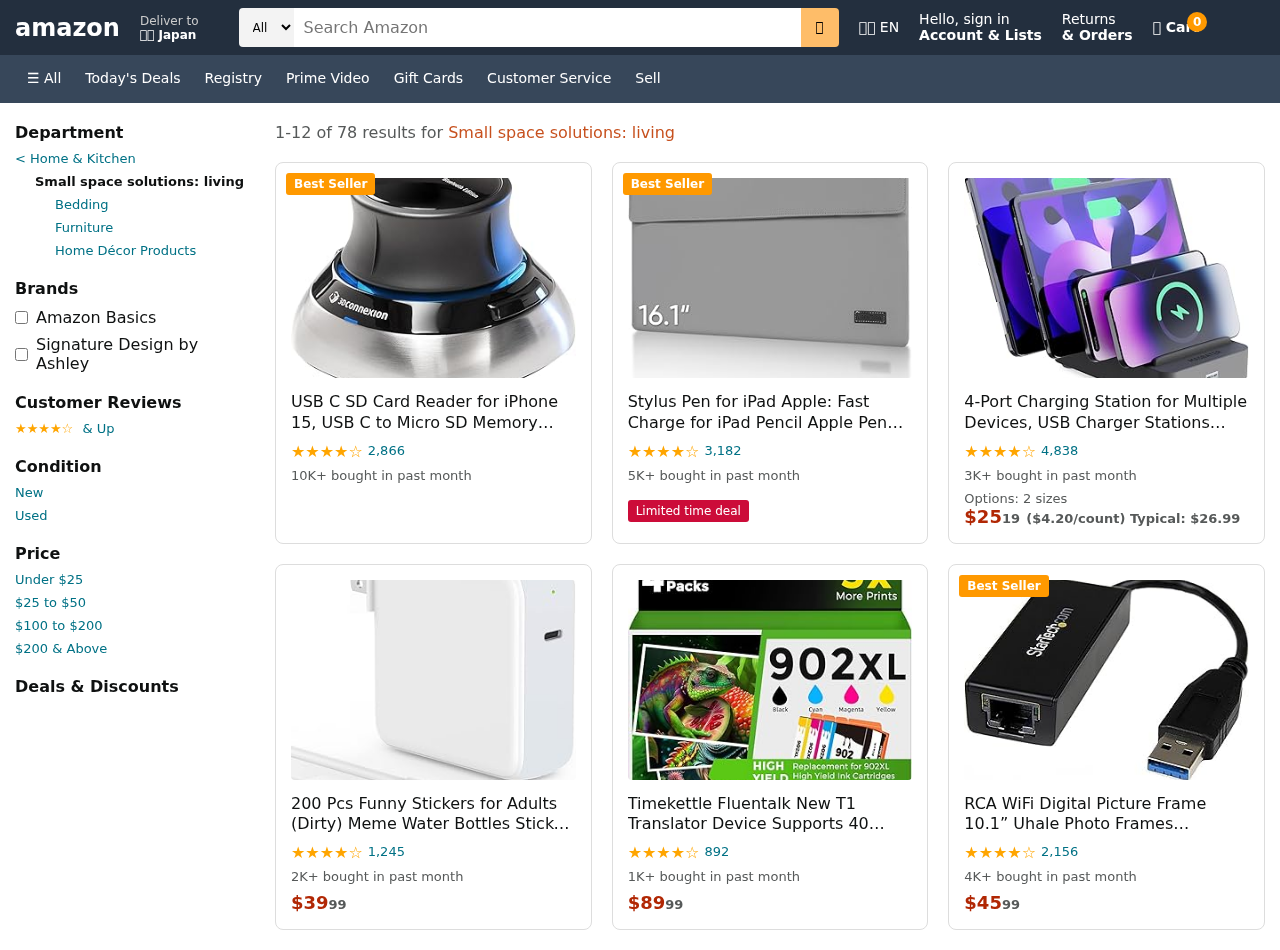 amazon
Deliver to
Japan
All
Search Amazon
EN
Hello, sign in
Account & Lists
Returns
& Orders
0
☰ All
Today's Deals
Registry
Prime Video
Gift Cards
Customer Service
Sell
Department
< Home & Kitchen
Small space solutions: living
Bedding
Furniture
Home Décor Products
Brands
Amazon Basics
Signature Design by
Ashley
Customer Reviews
★★★★☆ & Up
Condition
New
Used
Price
Under $25
$25 to $50
$100 to $200
$200 & Above
Deals & Discounts
1-12 of 78 results for Small space solutions: living
Best Seller
3Dconnexion
USB C SD Card Reader for iPhone
15, USB C to Micro SD Memory…
★★★★☆ 2,866
10K+ bought in past month
Best Seller
16.1"
Stylus Pen for iPad Apple: Fast
Charge for iPad Pencil Apple Pen…
★★★★☆ 3,182
5K+ bought in past month
Limited time deal
4-Port Charging Station for Multiple
Devices, USB Charger Stations…
★★★★☆ 4,838
3K+ bought in past month
Options: 2 sizes
$2519 ($4.20/count) Typical: $26.99
200 Pcs Funny Stickers for Adults
(Dirty) Meme Water Bottles Stick…
★★★★☆ 1,245
2K+ bought in past month
$3999
4 Packs
More Prints
902XL
Black
Cyan
Magenta
Yellow
902XL
902
HIGH
YIELD
Replacement for 902XL
High Yield Ink Cartridges
Timekettle Fluentalk New T1
Translator Device Supports 40…
★★★★☆ 892
1K+ bought in past month
$8999
Best Seller
StarTech.com
RCA WiFi Digital Picture Frame
10.1” Uhale Photo Frames…
★★★★☆ 2,156
4K+ bought in past month
$4599